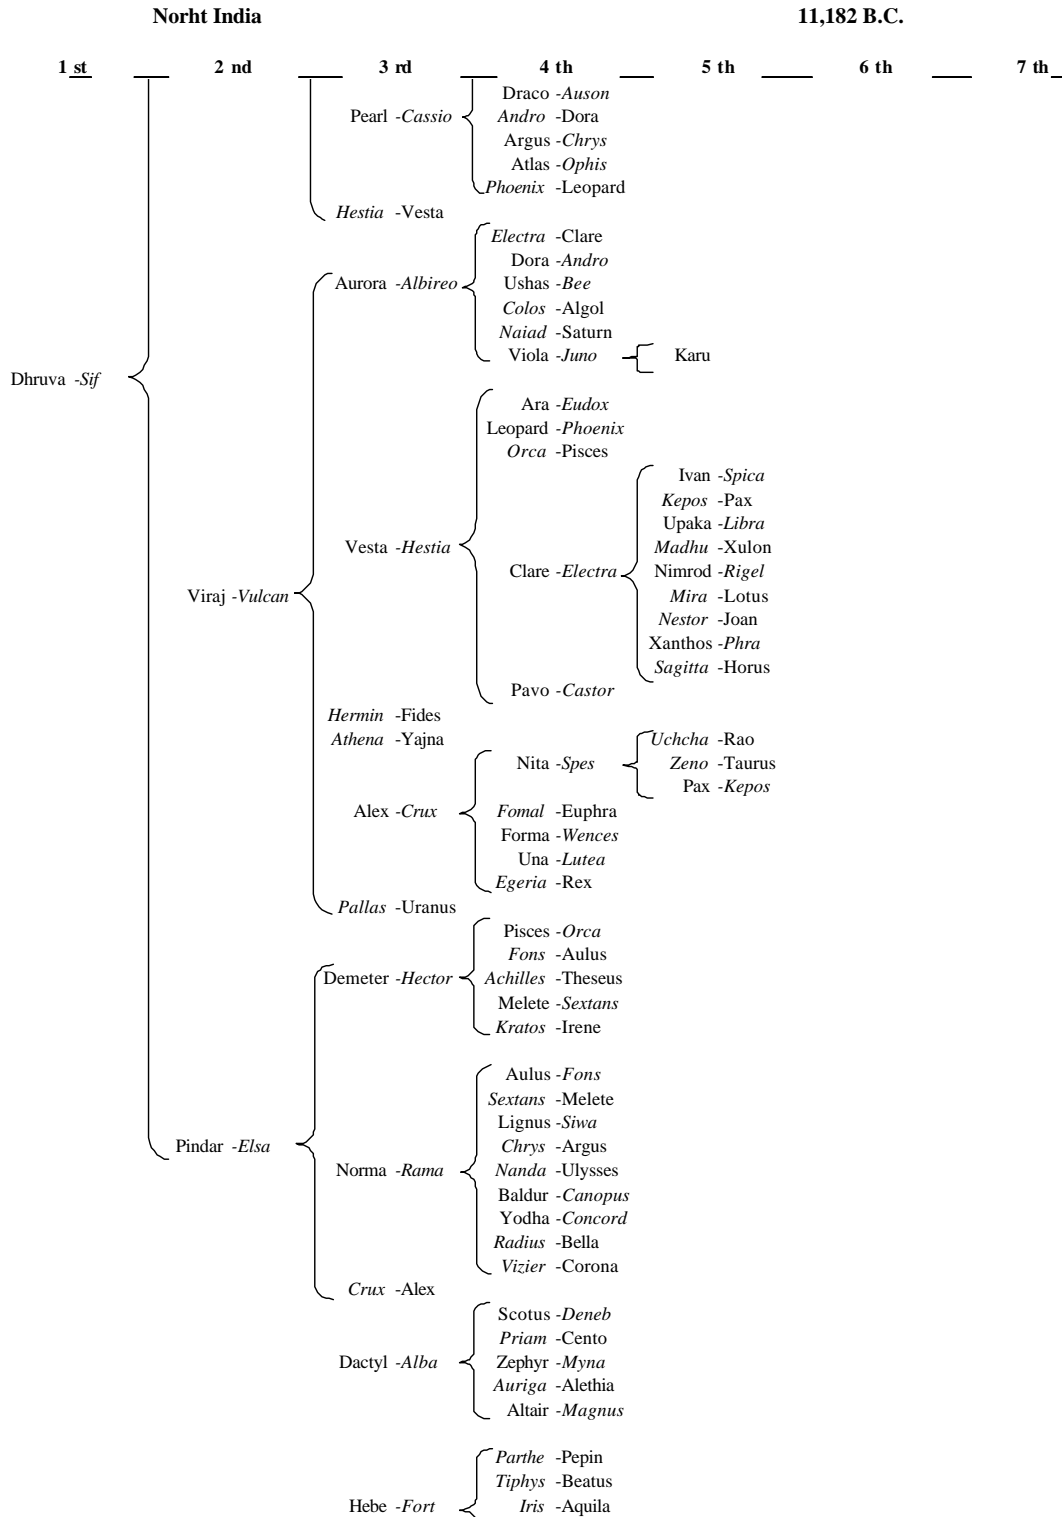 Norht India 11,182 B.C.
1 st 2 nd 3 rd 4 th 5 th 6 th 7 th
Draco -Auson
Pearl -Cassio
Andro -Dora
Argus -Chrys
Atlas -Ophis
Phoenix -Leopard
Hestia -Vesta
Electra -Clare
Dora -Andro
Aurora -Albireo
Ushas -Bee
Colos -Algol
Naiad -Saturn
Viola -Juno
Karu
Dhruva -Sif
Ara -Eudox
Leopard -Phoenix
Orca -Pisces
Ivan -Spica
Kepos -Pax
Upaka -Libra
Vesta -Hestia
Madhu -Xulon
Clare -Electra
Nimrod -Rigel
Viraj -Vulcan
Mira -Lotus
Nestor -Joan
Xanthos -Phra
Sagitta -Horus
Pavo -Castor
Hermin -Fides
Athena -Yajna
Uchcha -Rao
Nita -Spes
Zeno -Taurus
Pax -Kepos
Alex -Crux
Fomal -Euphra
Forma -Wences
Una -Lutea
Egeria -Rex
Pallas -Uranus
Pisces -Orca
Fons -Aulus
Demeter -Hector
Achilles -Theseus
Melete -Sextans
Kratos -Irene
Aulus -Fons
Sextans -Melete
Lignus -Siwa
Pindar -Elsa
Chrys -Argus
Norma -Rama
Nanda -Ulysses
Baldur -Canopus
Yodha -Concord
Radius -Bella
Vizier -Corona
Crux -Alex
Scotus -Deneb
Priam -Cento
Dactyl -Alba
Zephyr -Myna
Auriga -Alethia
Altair -Magnus
Parthe -Pepin
Tiphys -Beatus
Hebe -Fort
Iris -Aquila